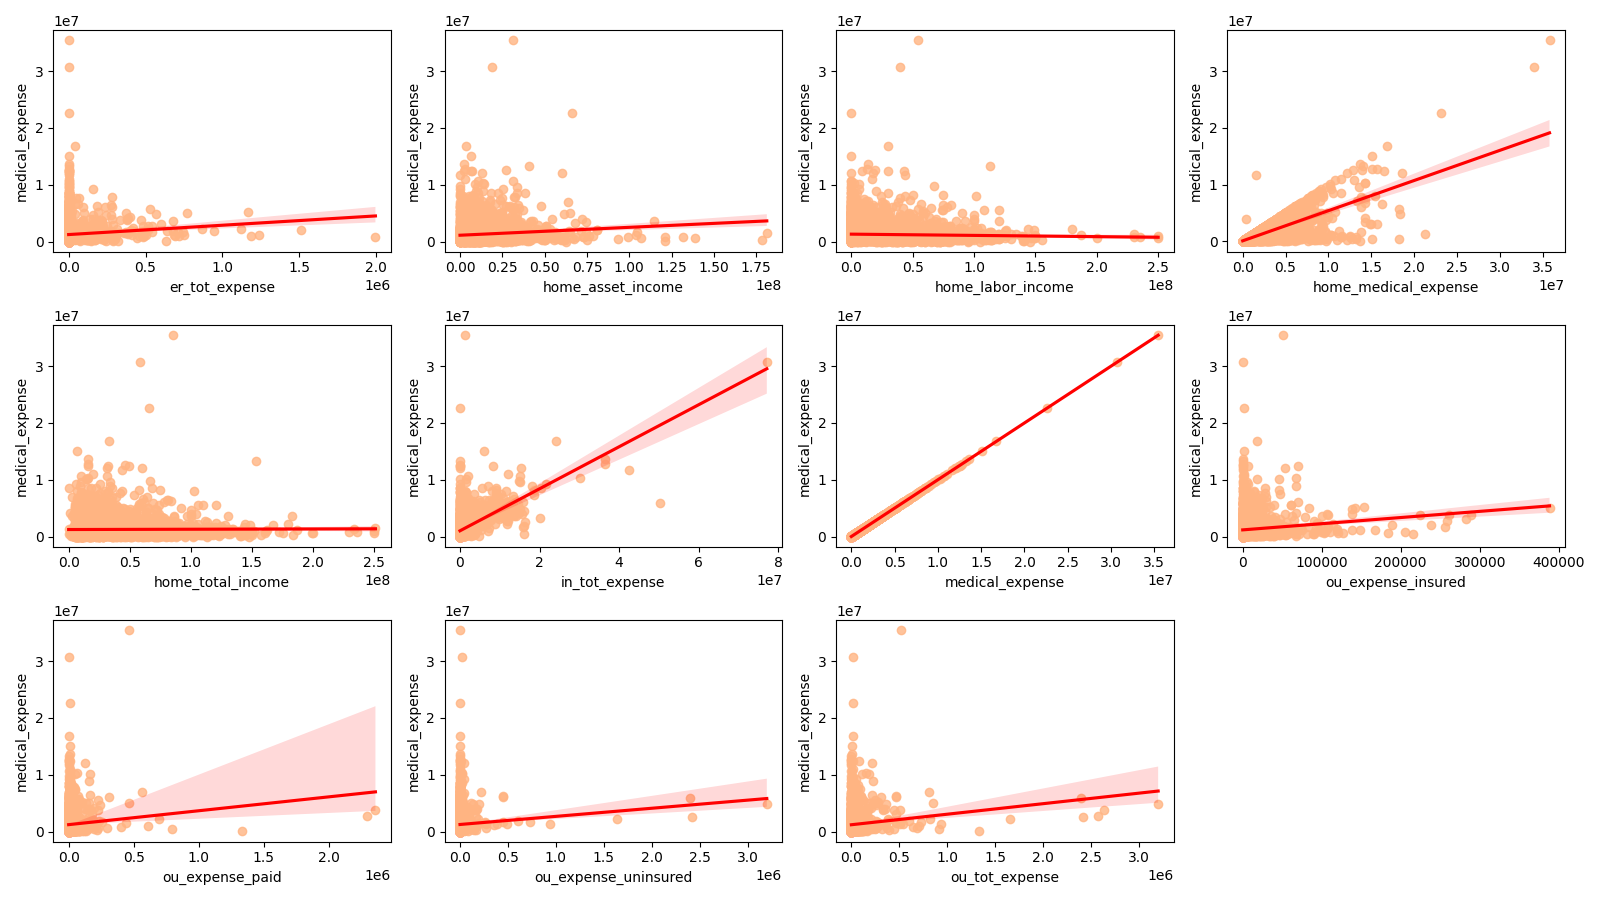 1e7 1e7 1e7 1e7
medical_expense medical_expense medical_expense medical_expense
3 3 3 3
2 2 2 2
1 1 1 1
0 0 0 0
0.0 0.5 1.0 1.5 2.0 0.00 0.25 0.50 0.75 1.00 1.25 1.50 1.75 0.0 0.5 1.0 1.5 2.0 2.5 0.0 0.5 1.0 1.5 2.0 2.5 3.0 3.5
er_tot_expense 1e6 home_asset_income 1e8 home_labor_income 1e8 home_medical_expense 1e7
1e7 1e7 1e7 1e7
medical_expense medical_expense medical_expense medical_expense
3 3 3 3
2 2 2 2
1 1 1 1
0 0 0 0
0.0 0.5 1.0 1.5 2.0 2.5 0 2 4 6 8 0.0 0.5 1.0 1.5 2.0 2.5 3.0 3.5 0 100000 200000 300000 400000
home_total_income 1e8 in_tot_expense 1e7 medical_expense 1e7 ou_expense_insured
1e7 1e7 1e7
medical_expense medical_expense medical_expense
3 3 3
2 2 2
1 1 1
0 0 0
0.0 0.5 1.0 1.5 2.0 0.0 0.5 1.0 1.5 2.0 2.5 3.0 0.0 0.5 1.0 1.5 2.0 2.5 3.0
ou_expense_paid 1e6 ou_expense_uninsured 1e6 ou_tot_expense 1e6